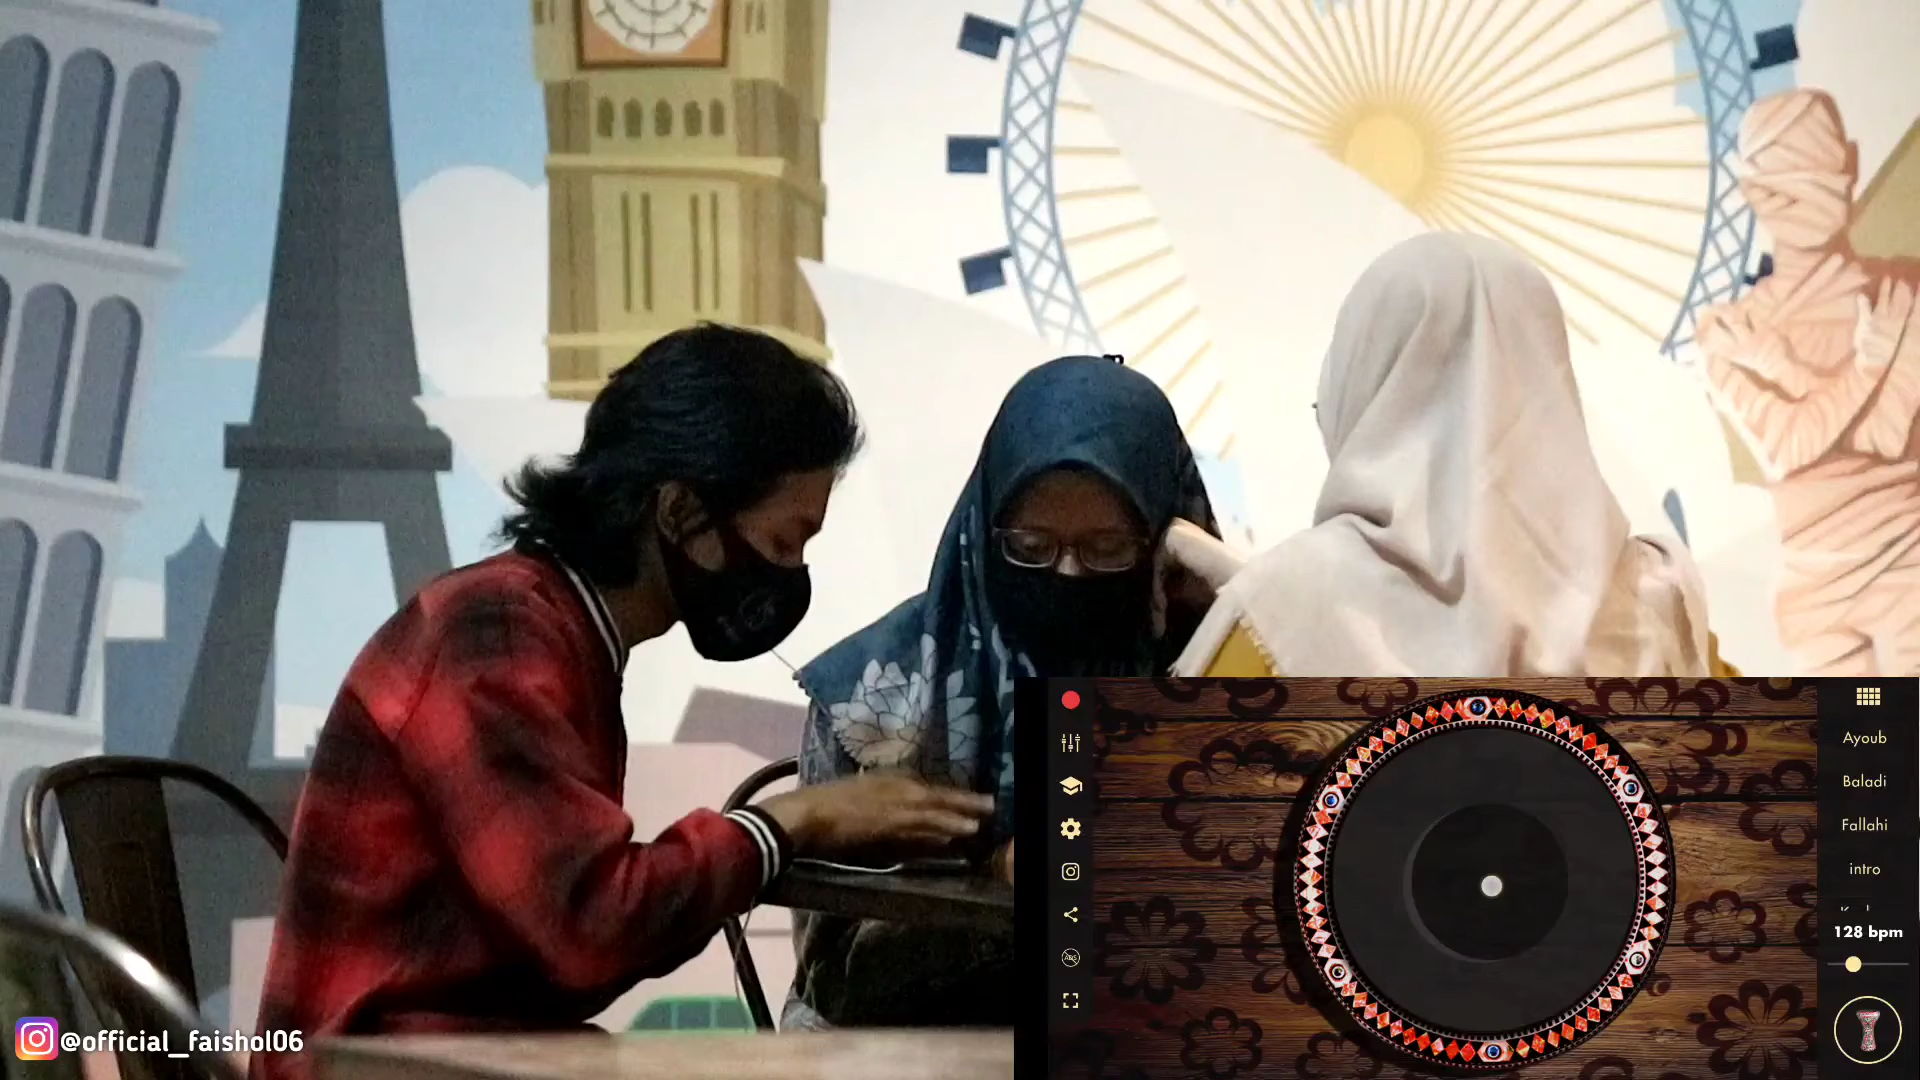 Ayoub
Baladi
Fallahi
intro
128 bpm
@official_faishol06